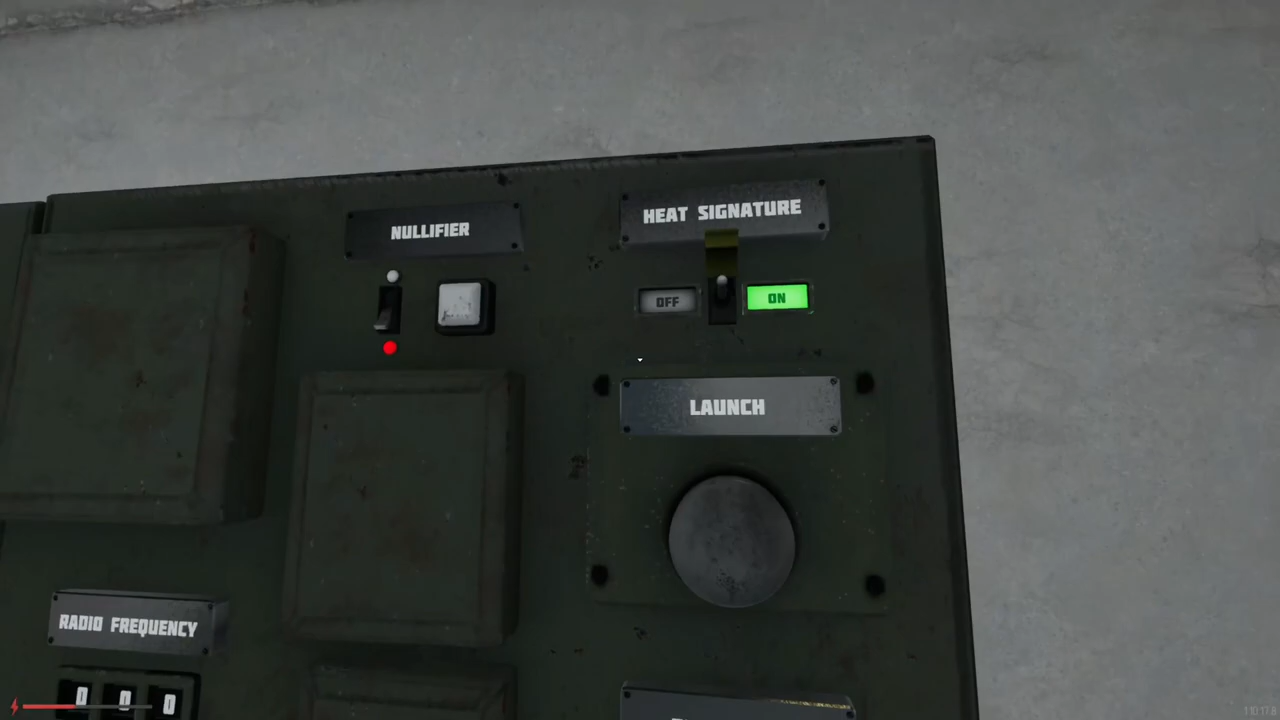 NULLIFIER
HEAT SIGNATURE
OFF
ON
LAUNCH
RADIO FREQUENCY
0 0 0